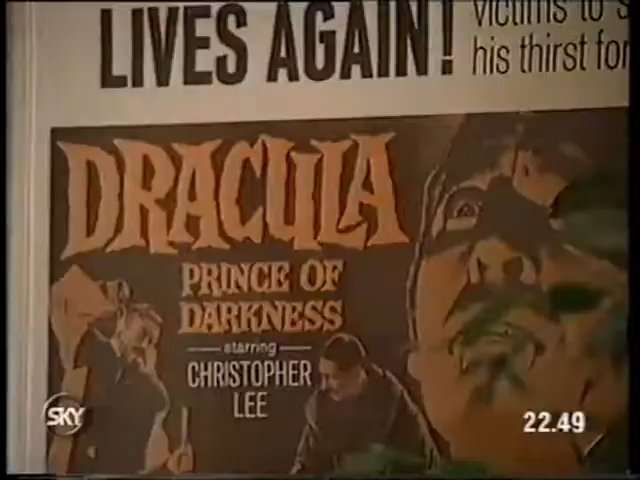 LIVES AGAIN!
victims to
his thirst for
DRACULA
PRINCE OF
DARKNESS
starring
CHRISTOPHER
LEE
SKY
22.49